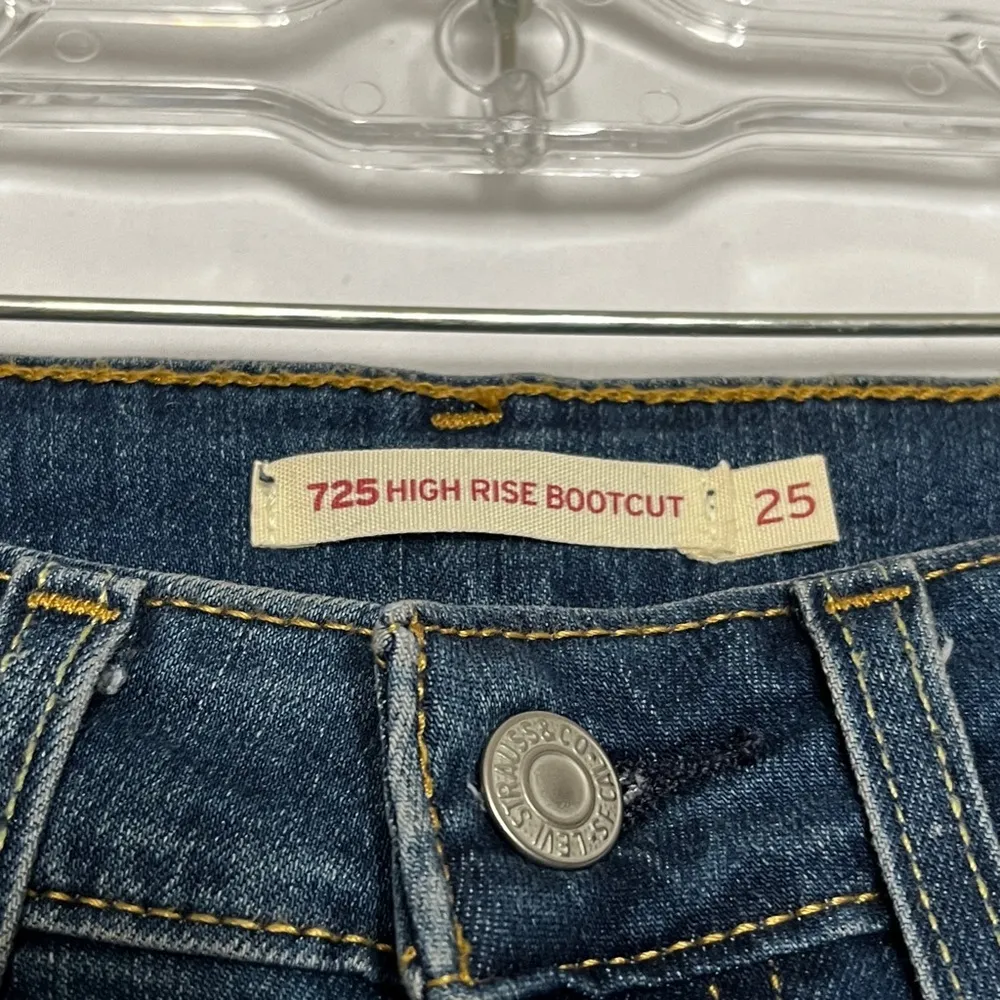 725 HIGH RISE BOOTCUT 25
LEVI STRAUSS & CO. S.F. CAL